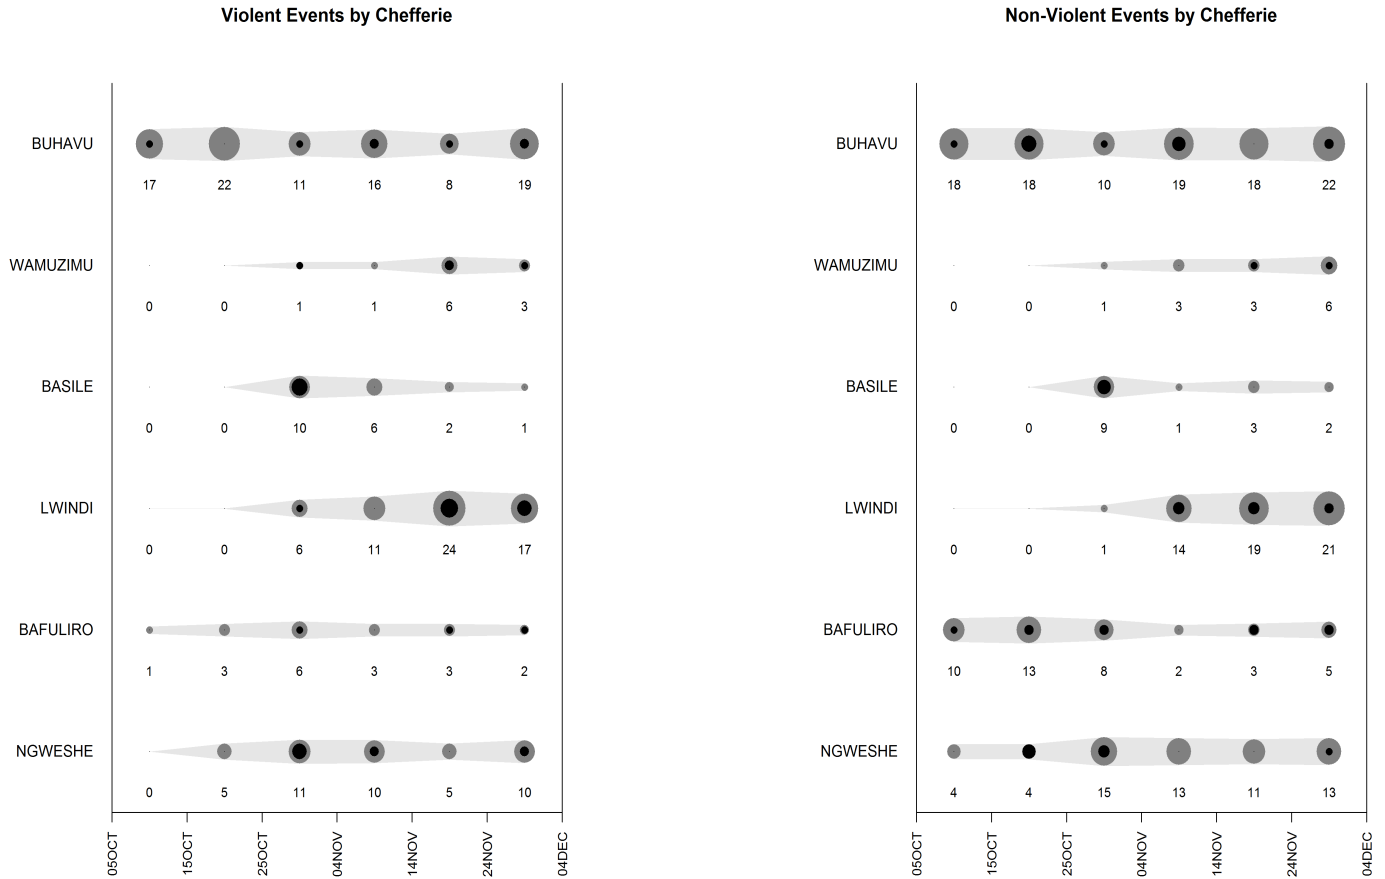 Violent Events by Chefferie
BUHAVU
17 22 11 16 8 19
WAMUZIMU
0 0 1 1 6 3
BASILE
0 0 10 6 2 1
LWINDI
0 0 6 11 24 17
BAFULIRO
1 3 6 3 3 2
NGWESHE
0 5 11 10 5 10
05OCT 15OCT 25OCT 04NOV 14NOV 24NOV 04DEC
Non-Violent Events by Chefferie
BUHAVU
18 18 10 19 18 22
WAMUZIMU
0 0 1 3 3 6
BASILE
0 0 9 1 3 2
LWINDI
0 0 1 14 19 21
BAFULIRO
10 13 8 2 3 5
NGWESHE
4 4 15 13 11 13
05OCT 15OCT 25OCT 04NOV 14NOV 24NOV 04DEC